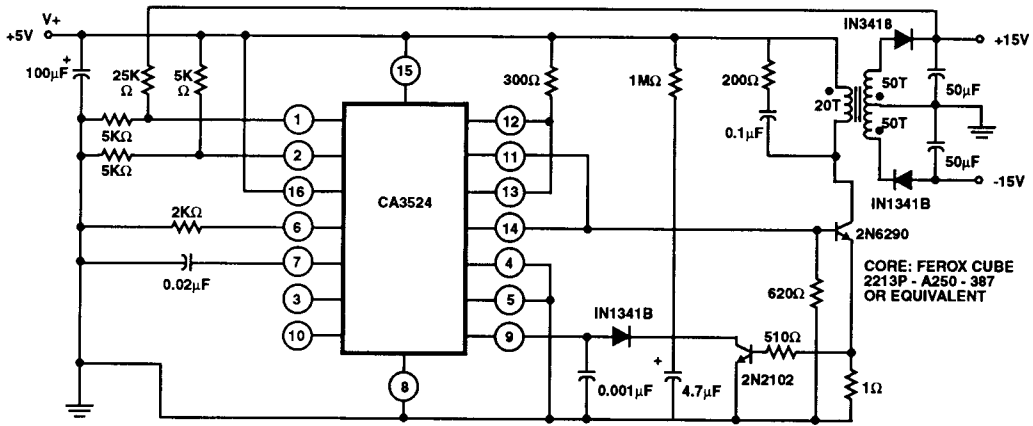 V+
+5V
+
100µF
25K
Ω
5K
Ω
5KΩ
5KΩ
2KΩ
0.02µF
15
1
2
16
6
7
3
10
CA3524
8
12
11
13
14
4
5
9
300Ω
1MΩ
200Ω
0.1µF
20T
50T
50T
IN3418
+15V
50µF
50µF
-15V
IN1341B
2N6290
CORE: FEROX CUBE
2213P - A250 - 387
OR EQUIVALENT
620Ω
IN1341B
510Ω
2N2102
1Ω
0.001µF
+
4.7µF